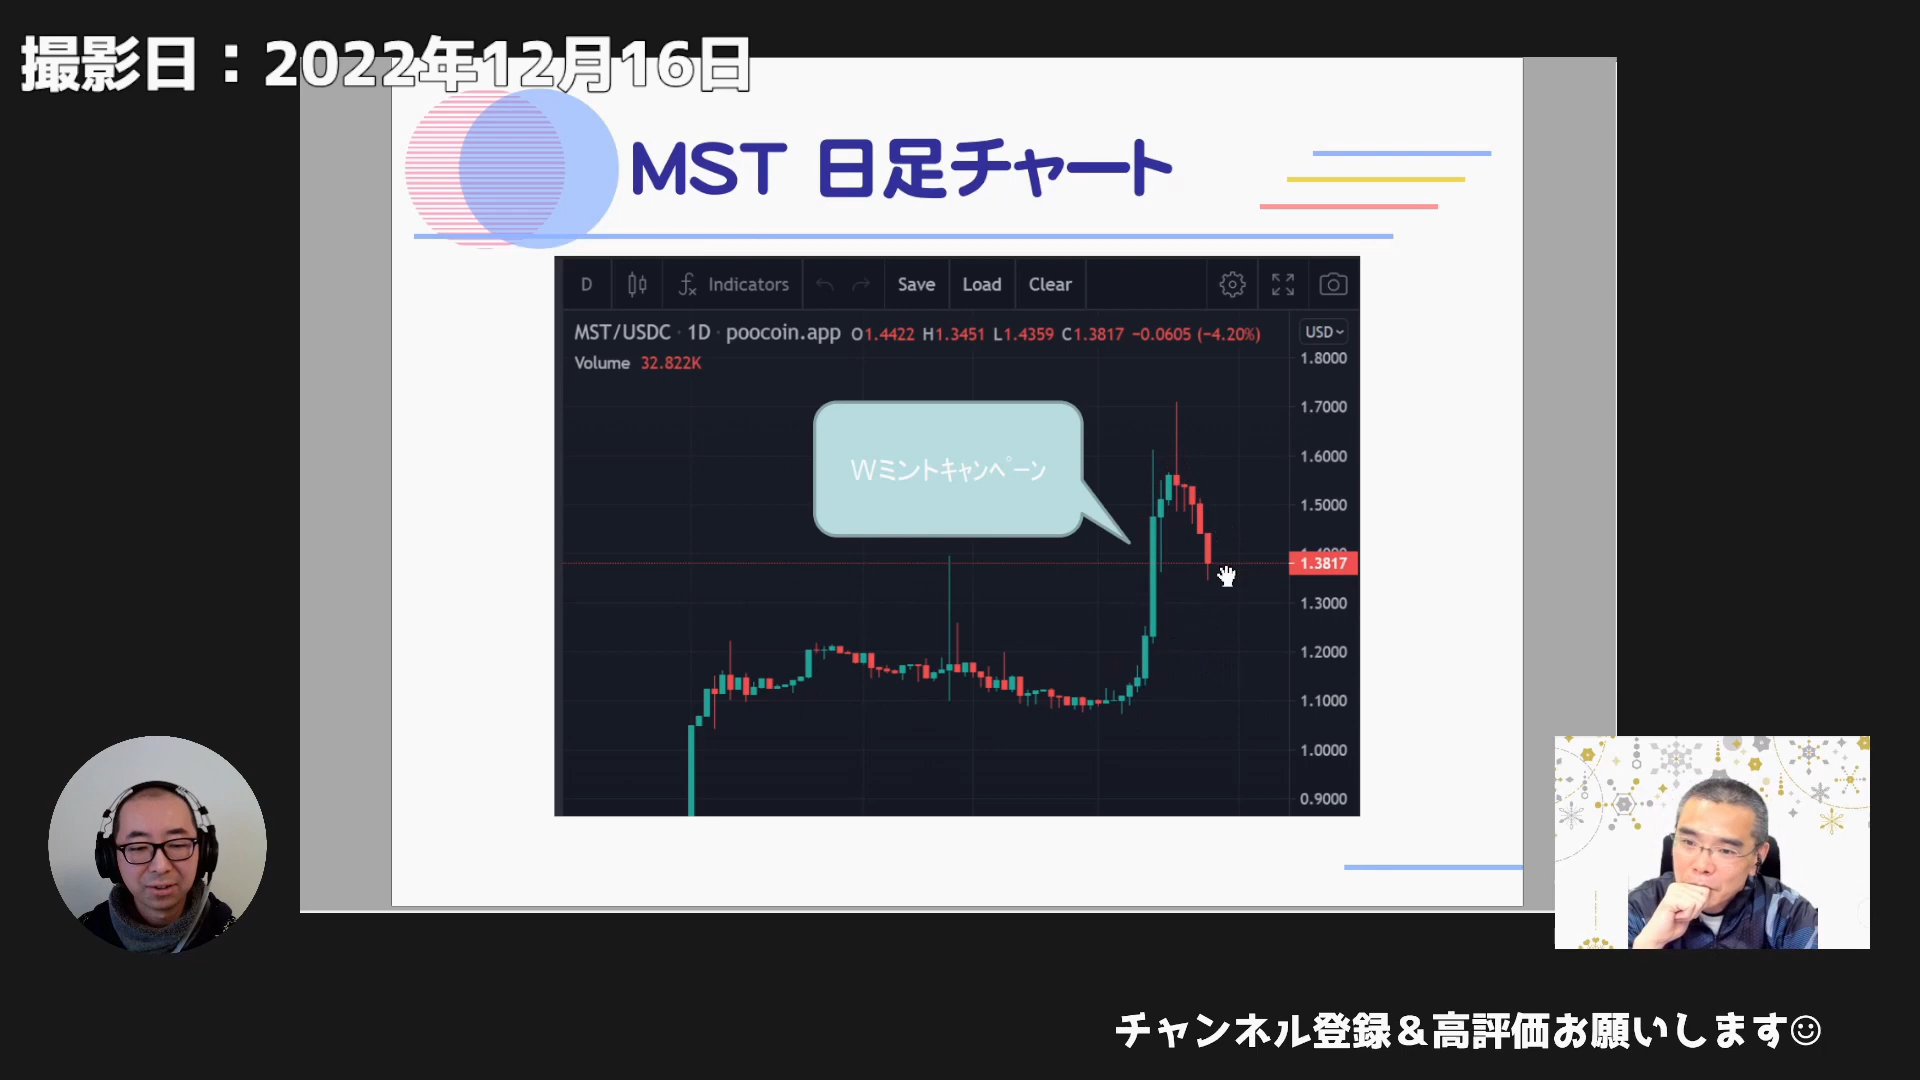 撮影日：2022年12月16日
MST 日足チャート
D Indicators Save Load Clear
MST/USDC · 1D · poocoin.app O1.4422 H1.3451 L1.4359 C1.3817 −0.0605 (−4.20%) USD
Volume 32.822K
1.8000
1.7000
1.6000
Wミントキャンペーン
1.5000
1.3817
1.3000
1.2000
1.1000
1.0000
0.9000
チャンネル登録＆高評価お願いします☺